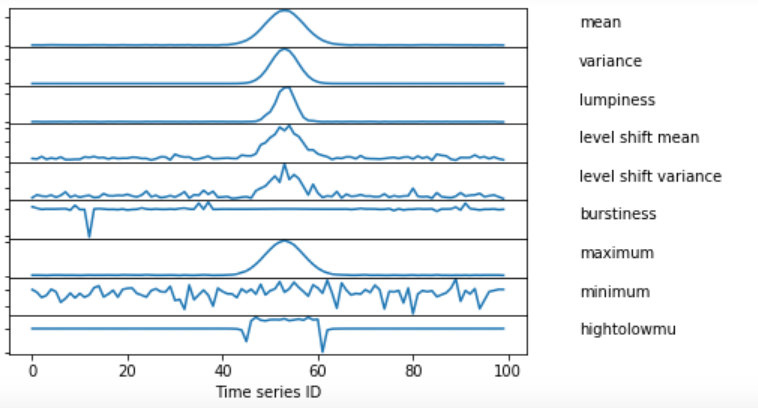 mean
variance
lumpiness
level shift mean
level shift variance
burstiness
maximum
minimum
hightolowmu
0 20 40 60 80 100
Time series ID